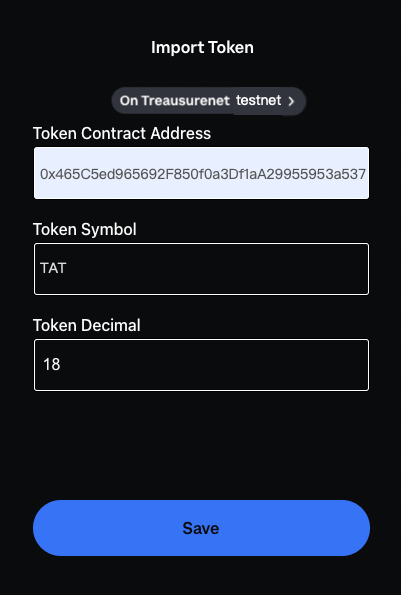 Import Token
On Treausurenet testnet >
Token Contract Address
0x465C5ed965692F850f0a3Df1aA29955953a537
Token Symbol
TAT
Token Decimal
18
Save